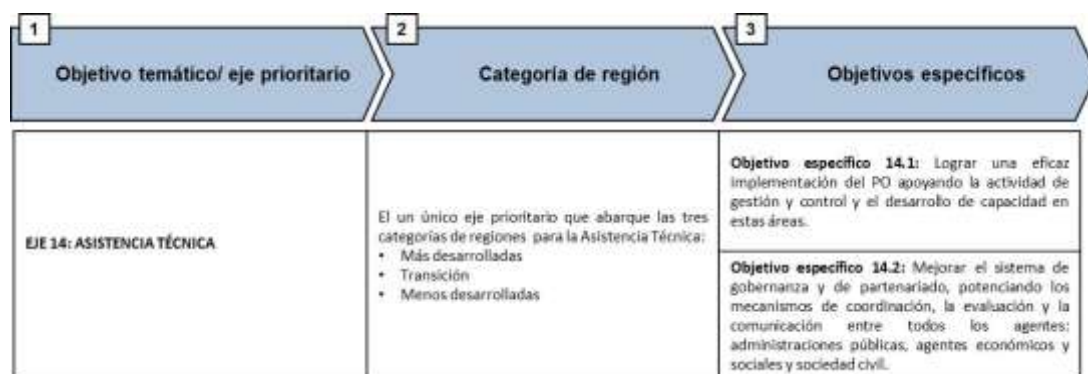 1
Objetivo temático/ eje prioritario
2
Categoría de región
3
Objetivos específicos
EJE 14: ASISTENCIA TÉCNICA
El un único eje prioritario que abarque las tres
categorías de regiones para la Asistencia Técnica:
• Más desarrolladas
• Transición
• Menos desarrolladas
Objetivo específico 14.1: Lograr una eficaz
implementación del PO apoyando la actividad de
gestión y control y el desarrollo de capacidad en
estas áreas.
Objetivo específico 14.2: Mejorar el sistema de
gobernanza y de partenariado, potenciando los
mecanismos de coordinación, la evaluación y la
comunicación entre todos los agentes:
administraciones públicas, agentes económicos y
sociales y sociedad civil.